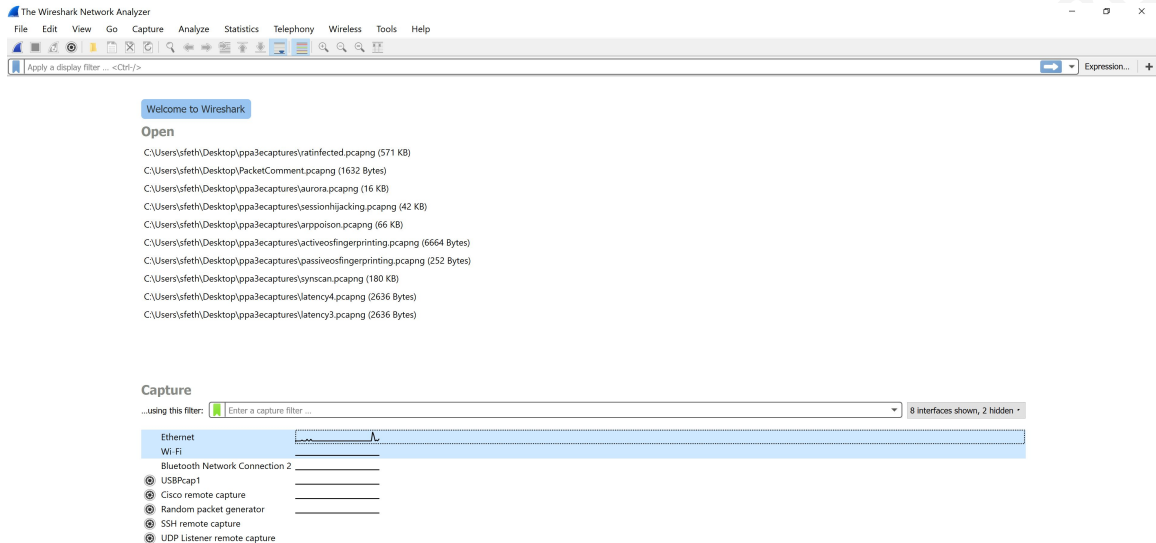 The Wireshark Network Analyzer
File Edit View Go Capture Analyze Statistics Telephony Wireless Tools Help
Apply a display filter ... <Ctrl-/> Expression... +
Welcome to Wireshark
Open
C:\Users\sfeth\Desktop\ppa3ecaptures\ratinfected.pcapng (571 KB)
C:\Users\sfeth\Desktop\PacketComment.pcapng (1632 Bytes)
C:\Users\sfeth\Desktop\ppa3ecaptures\aurora.pcapng (16 KB)
C:\Users\sfeth\Desktop\ppa3ecaptures\sessionhijacking.pcapng (42 KB)
C:\Users\sfeth\Desktop\ppa3ecaptures\arppoison.pcapng (66 KB)
C:\Users\sfeth\Desktop\ppa3ecaptures\activeosfingerprinting.pcapng (6664 Bytes)
C:\Users\sfeth\Desktop\ppa3ecaptures\passiveosfingerprinting.pcapng (252 Bytes)
C:\Users\sfeth\Desktop\ppa3ecaptures\synscan.pcapng (180 KB)
C:\Users\sfeth\Desktop\ppa3ecaptures\latency4.pcapng (2636 Bytes)
C:\Users\sfeth\Desktop\ppa3ecaptures\latency3.pcapng (2636 Bytes)
Capture
...using this filter: Enter a capture filter ... 8 interfaces shown, 2 hidden
Ethernet
Wi-Fi
Bluetooth Network Connection 2
USBPcap1
Cisco remote capture
Random packet generator
SSH remote capture
UDP Listener remote capture